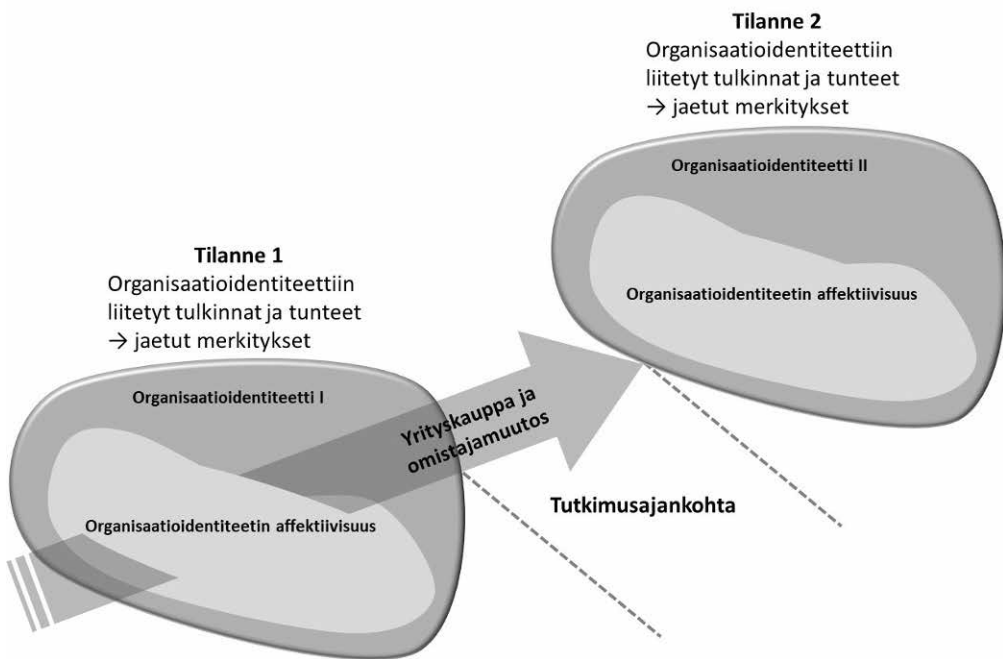 Tilanne 2
Organisaatioidentiteettiin
liitetyt tulkinnat ja tunteet
→ jaetut merkitykset
Organisaatioidentiteetti II
Organisaatioidentiteetin affektiivisuus
Tilanne 1
Organisaatioidentiteettiin
liitetyt tulkinnat ja tunteet
→ jaetut merkitykset
Organisaatioidentiteetti I
Organisaatioidentiteetin affektiivisuus
Yrityskauppa ja
omistajamuutos
Tutkimusajankohta